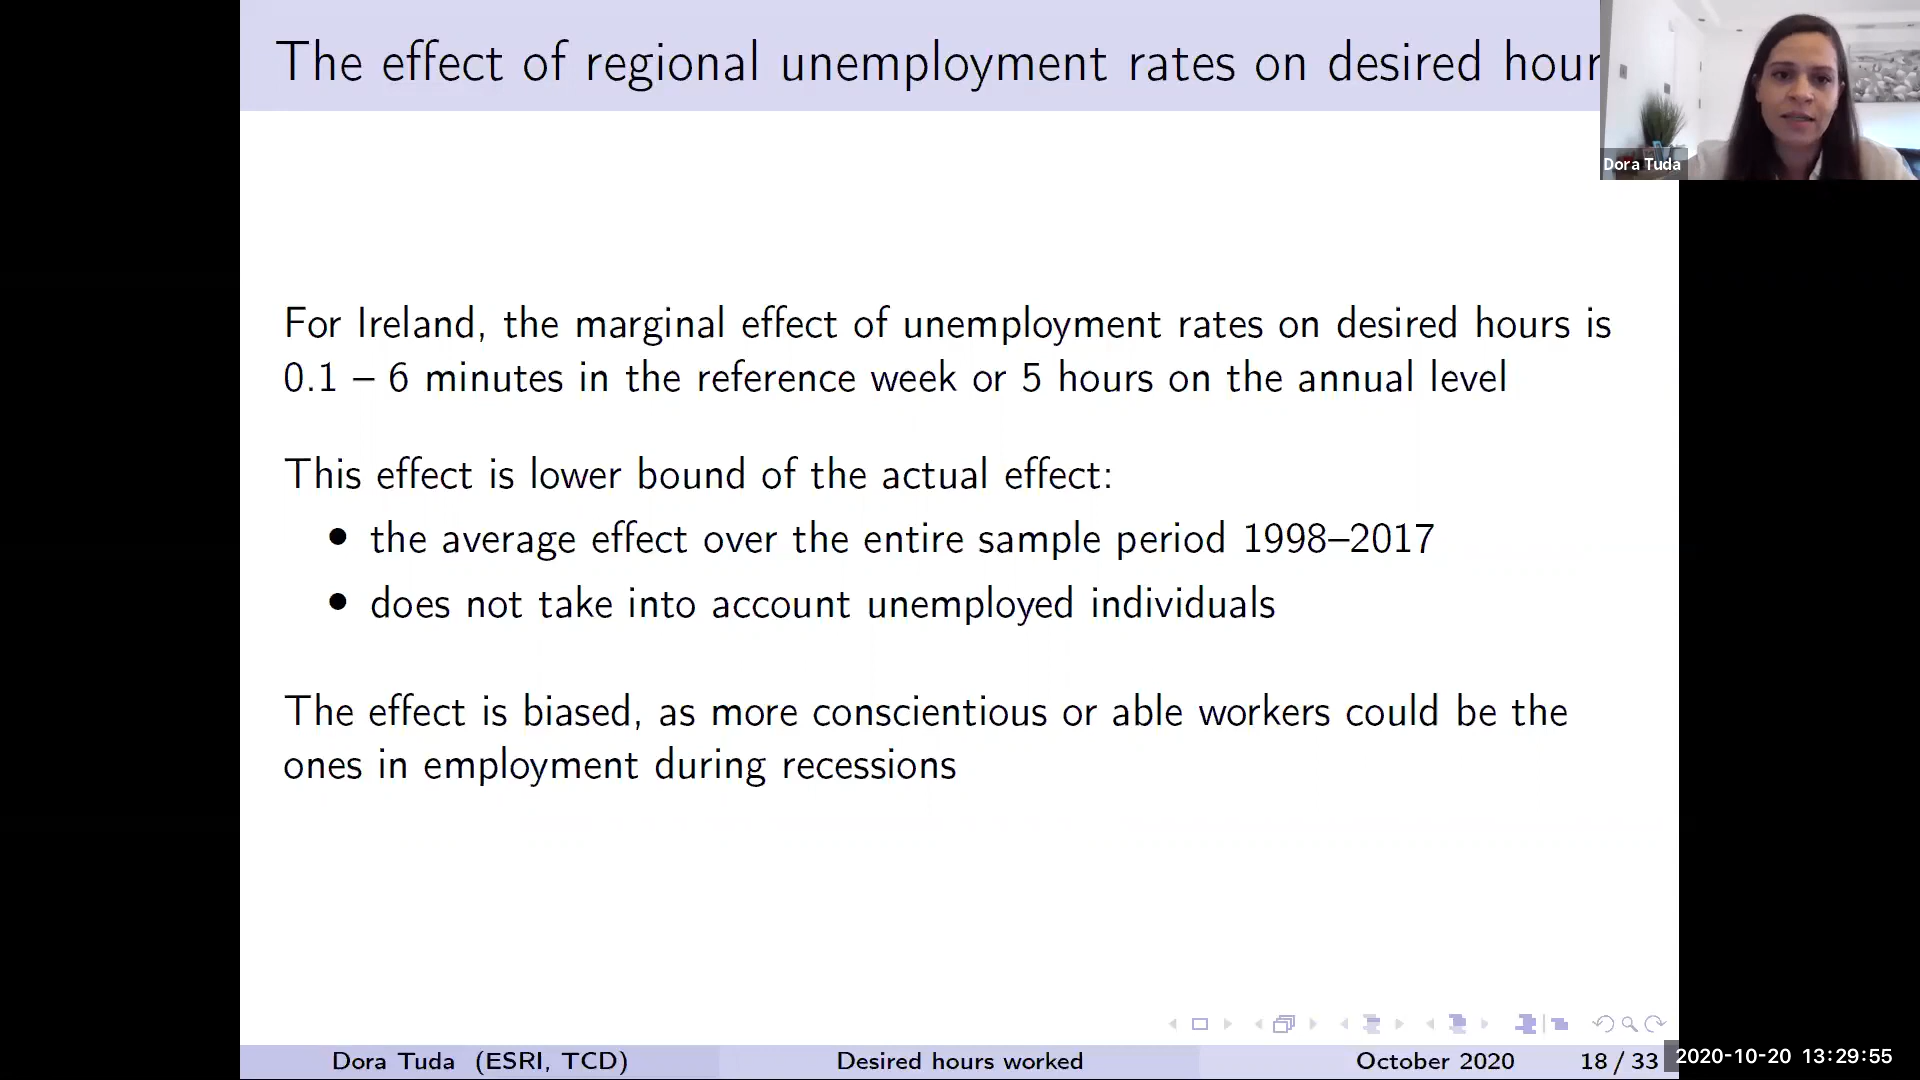 The effect of regional unemployment rates on desired hour
Dora Tuda
For Ireland, the marginal effect of unemployment rates on desired hours is
0.1 – 6 minutes in the reference week or 5 hours on the annual level
This effect is lower bound of the actual effect:
• the average effect over the entire sample period 1998–2017
• does not take into account unemployed individuals
The effect is biased, as more conscientious or able workers could be the
ones in employment during recessions
Dora Tuda (ESRI, TCD) Desired hours worked October 2020 18 / 33
2020-10-20 13:29:55